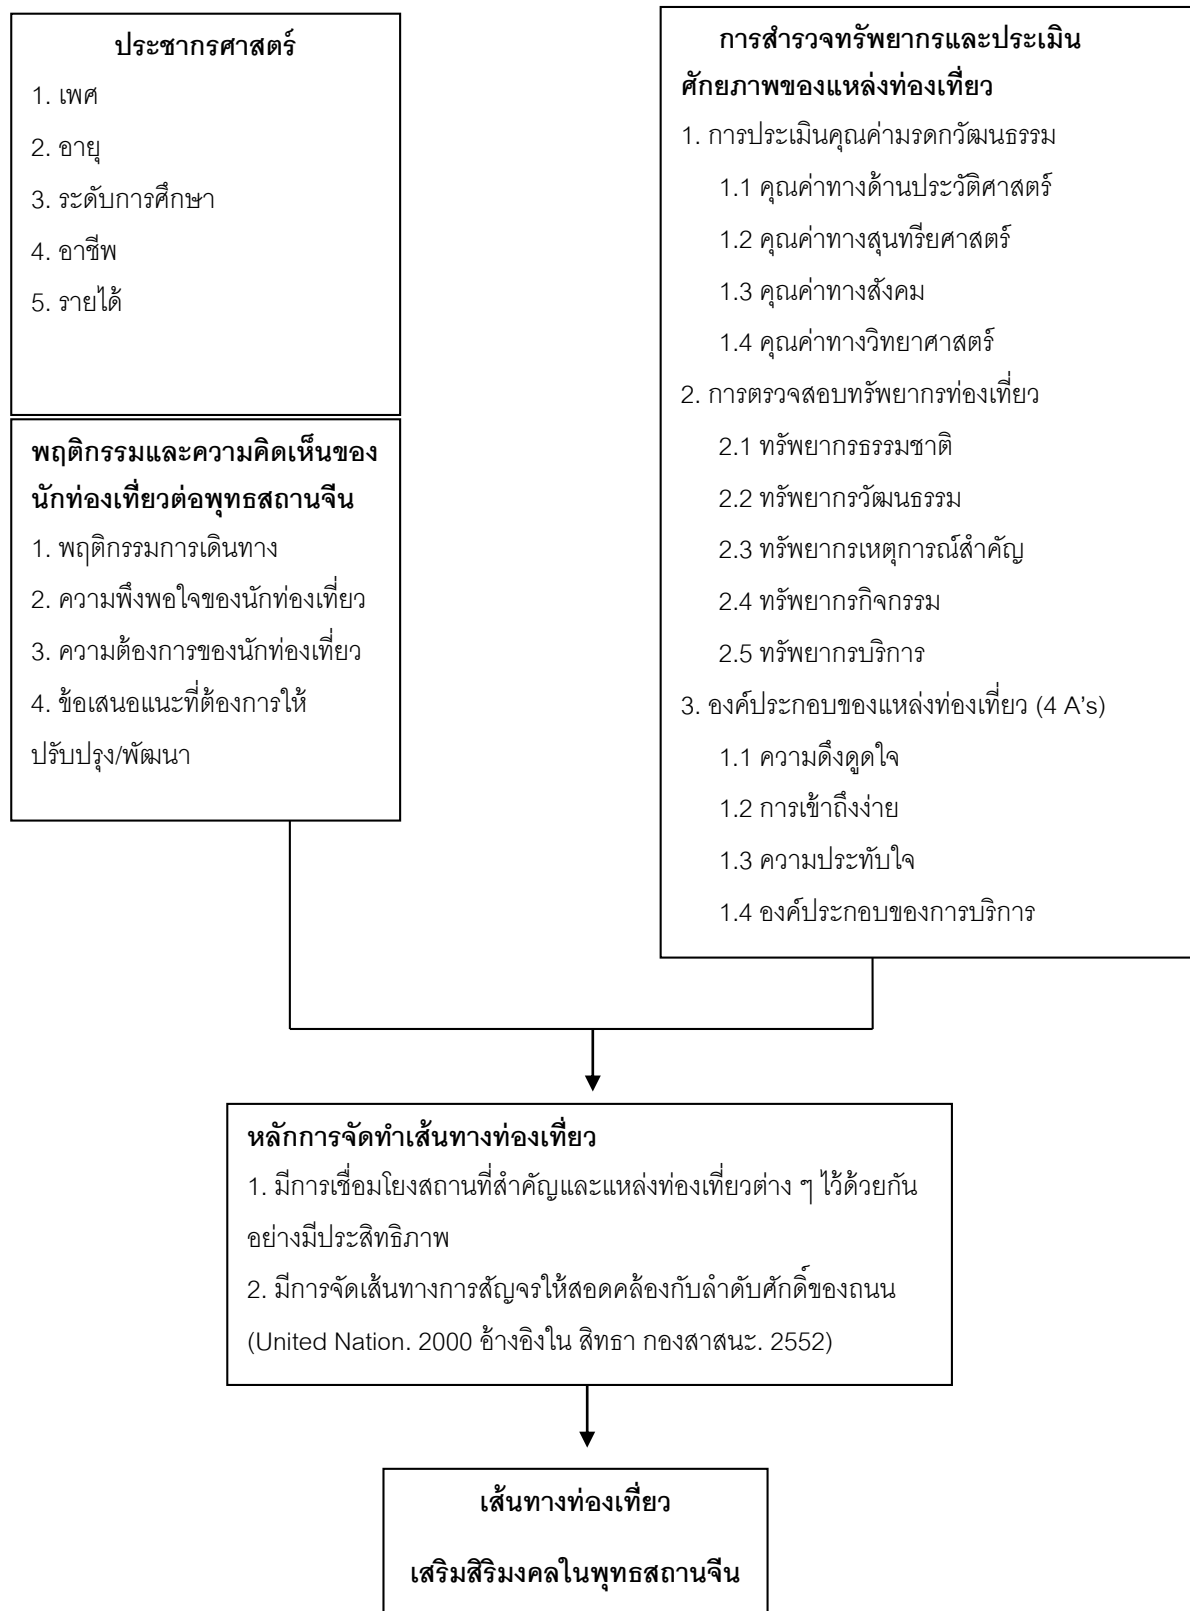 ประชากรศาสตร์
1. เพศ
2. อายุ
3. ระดับการศึกษา
4. อาชีพ
5. รายได้
พฤติกรรมและความคิดเห็นของ
นักท่องเที่ยวต่อพุทธสถานจีน
1. พฤติกรรมการเดินทาง
2. ความพึงพอใจของนักท่องเที่ยว
3. ความต้องการของนักท่องเที่ยว
4. ข้อเสนอแนะที่ต้องการให้
ปรับปรุง/พัฒนา
การสำรวจทรัพยากรและประเมิน
ศักยภาพของแหล่งท่องเที่ยว
1. การประเมินคุณค่ามรดกวัฒนธรรม
1.1 คุณค่าทางด้านประวัติศาสตร์
1.2 คุณค่าทางสุนทรียศาสตร์
1.3 คุณค่าทางสังคม
1.4 คุณค่าทางวิทยาศาสตร์
2. การตรวจสอบทรัพยากรท่องเที่ยว
2.1 ทรัพยากรธรรมชาติ
2.2 ทรัพยากรวัฒนธรรม
2.3 ทรัพยากรเหตุการณ์สำคัญ
2.4 ทรัพยากรกิจกรรม
2.5 ทรัพยากรบริการ
3. องค์ประกอบของแหล่งท่องเที่ยว (4 A's)
1.1 ความดึงดูดใจ
1.2 การเข้าถึงง่าย
1.3 ความประทับใจ
1.4 องค์ประกอบของการบริการ
หลักการจัดทำเส้นทางท่องเที่ยว
1. มีการเชื่อมโยงสถานที่สำคัญและแหล่งท่องเที่ยวต่าง ๆ ไว้ด้วยกัน
อย่างมีประสิทธิภาพ
2. มีการจัดเส้นทางการสัญจรให้สอดคล้องกับลำดับศักดิ์ของถนน
(United Nation. 2000 อ้างอิงใน สิทธา กองสาสนะ. 2552)
เส้นทางท่องเที่ยว
เสริมสิริมงคลในพุทธสถานจีน